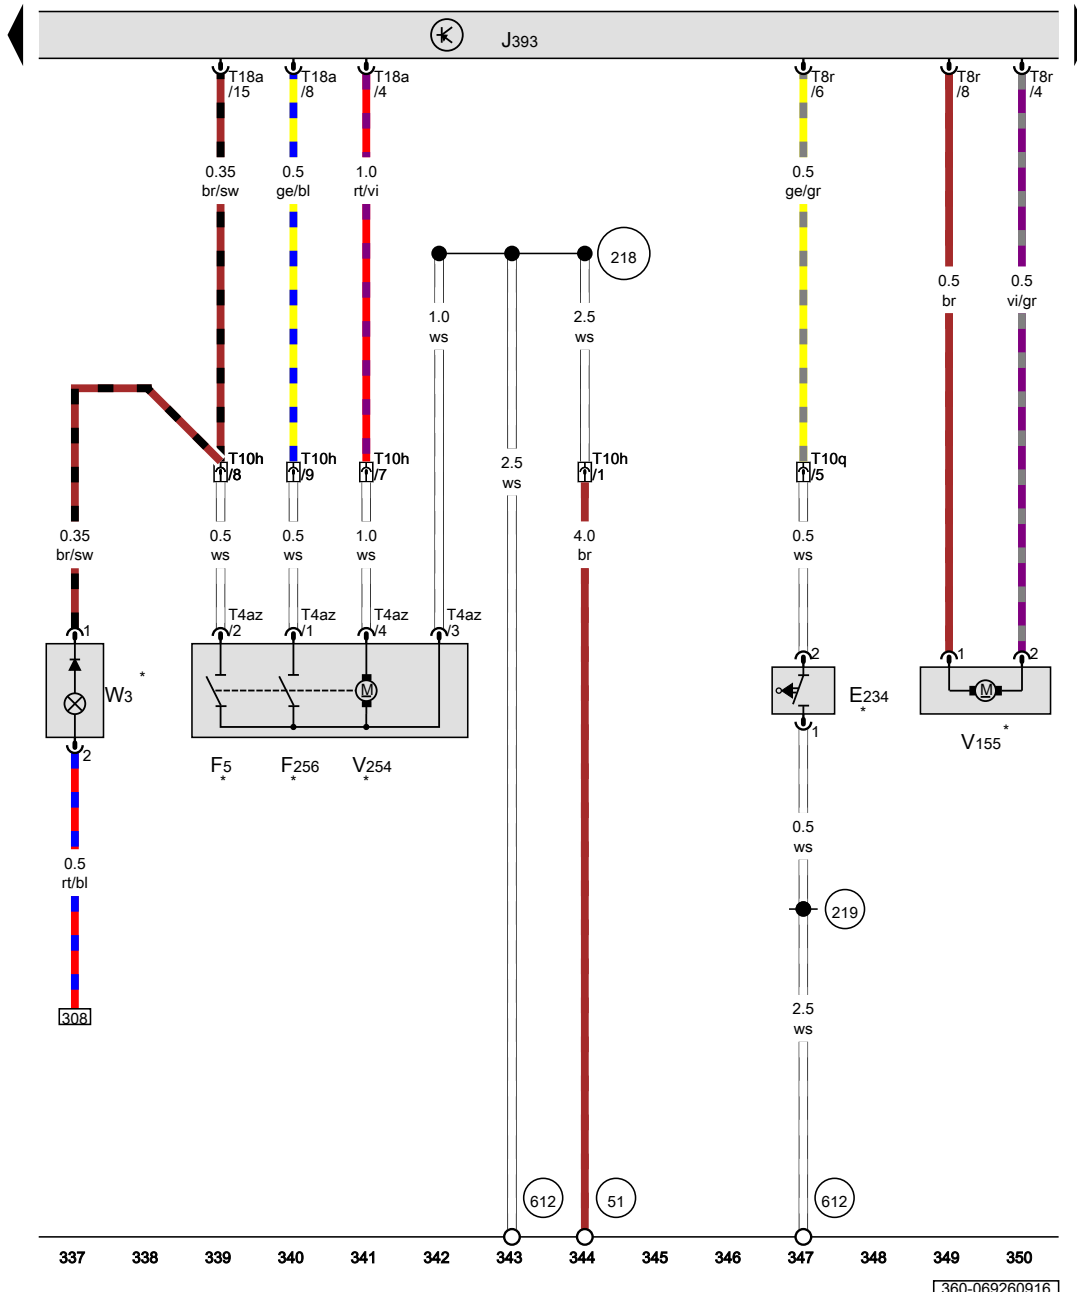 J393
T18a
/15
T18a
/8
T18a
/4
T8r
/6
T8r
/8
T8r
/4
0.35
br/sw
0.5
ge/bl
1.0
rt/vi
0.5
ge/gr
218
0.5
br
0.5
vi/gr
1.0
ws
2.5
ws
T10h
/8
T10h
/9
T10h
/7
2.5
ws
T10h
/1
T10q
/5
0.35
br/sw
0.5
ws
0.5
ws
1.0
ws
4.0
br
0.5
ws
1
T4az
/2
T4az
/1
T4az
/4
T4az
/3
2
1
2
W3
*
M
E234
*
M
1
V155
*
2
F5
*
F256
*
V254
*
0.5
ws
0.5
rt/bl
219
308
2.5
ws
612
51
612
337 338 339 340 341 342 343 344 345 346 347 348 349 350
360-069260916